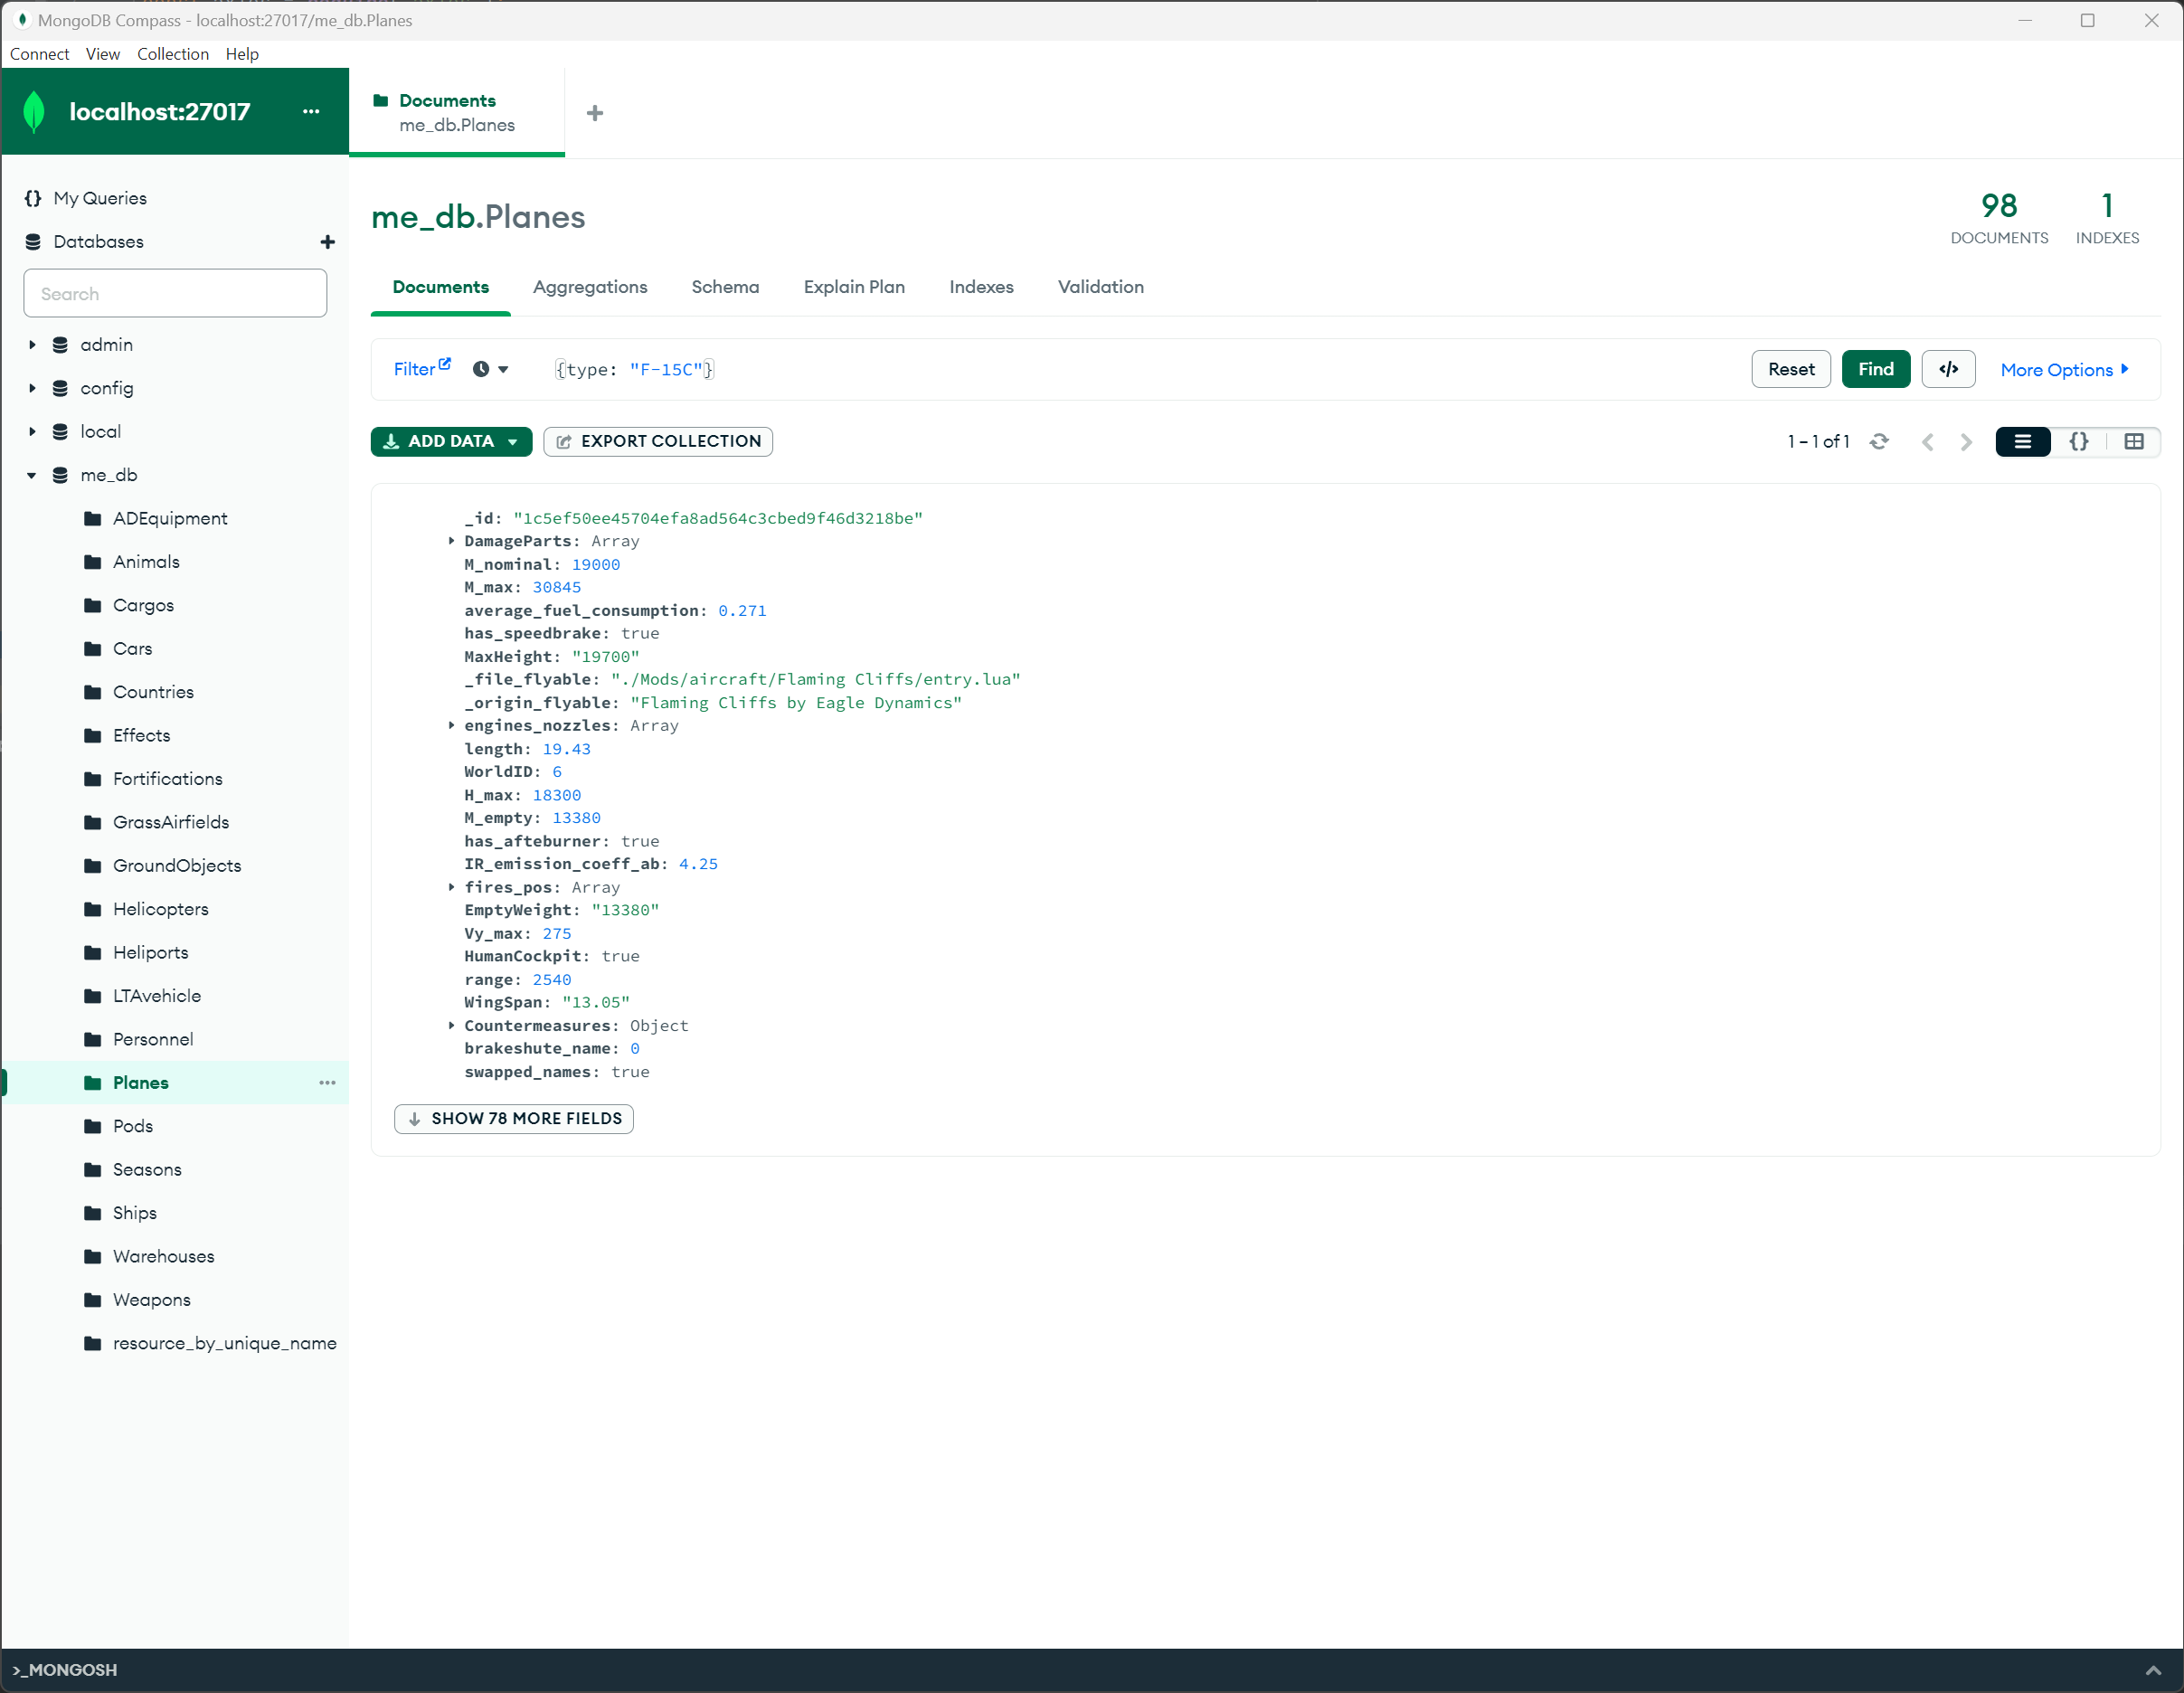 MongoDB Compass - localhost:27017/me_db.Planes
Connect View Collection Help
localhost:27017 ...
Documents
me_db.Planes
My Queries
Databases
Search
admin
config
local
me_db
ADEquipment
Animals
Cargos
Cars
Countries
Effects
Fortifications
GrassAirfields
GroundObjects
Helicopters
Heliports
LTAvehicle
Personnel
Planes ...
Pods
Seasons
Ships
Warehouses
Weapons
resource_by_unique_name
me_db.Planes
98
DOCUMENTS
1
INDEXES
Documents Aggregations Schema Explain Plan Indexes Validation
Filter {type: "F-15C"} Reset Find </> More Options
ADD DATA EXPORT COLLECTION 1 – 1 of 1 {}
_id: "1c5ef50ee45704efa8ad564c3cbed9f46d3218be"
DamageParts: Array
M_nominal: 19000
M_max: 30845
average_fuel_consumption: 0.271
has_speedbrake: true
MaxHeight: "19700"
_file_flyable: "./Mods/aircraft/Flaming Cliffs/entry.lua"
_origin_flyable: "Flaming Cliffs by Eagle Dynamics"
engines_nozzles: Array
length: 19.43
WorldID: 6
H_max: 18300
M_empty: 13380
has_afteburner: true
IR_emission_coeff_ab: 4.25
fires_pos: Array
EmptyWeight: "13380"
Vy_max: 275
HumanCockpit: true
range: 2540
WingSpan: "13.05"
Countermeasures: Object
brakeshute_name: 0
swapped_names: true
SHOW 78 MORE FIELDS
>_MONGOSH